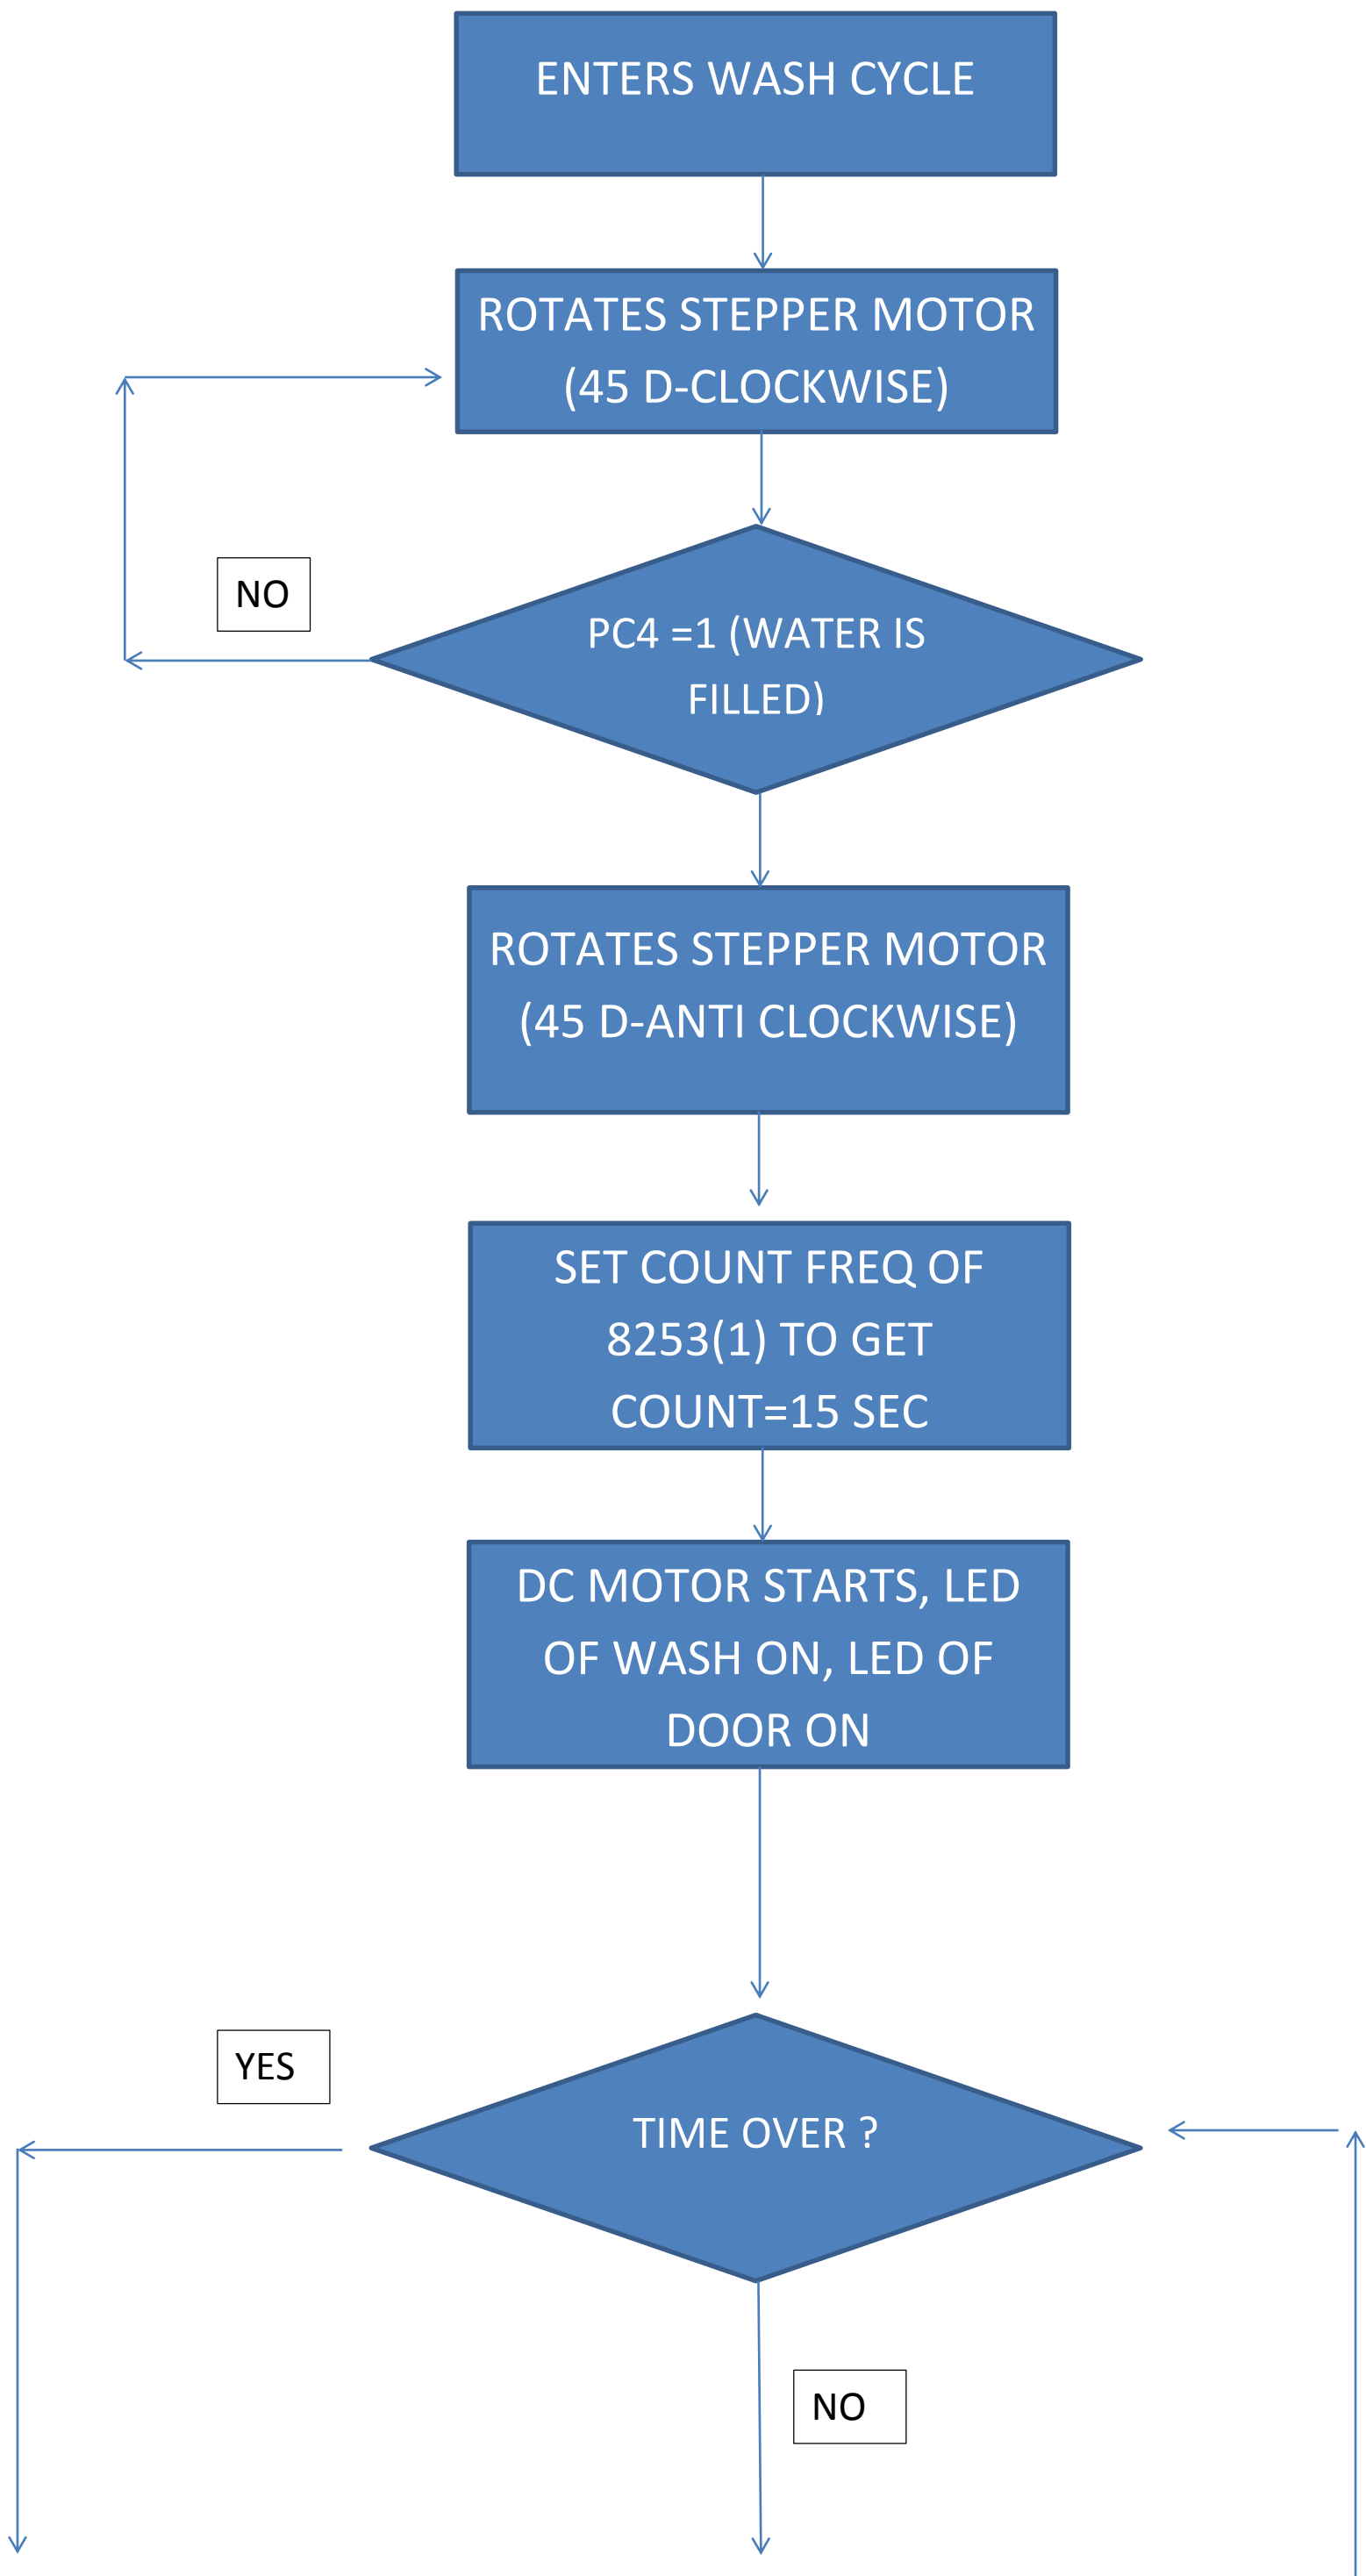 ENTERS WASH CYCLE
ROTATES STEPPER MOTOR
(45 D-CLOCKWISE)
NO
PC4 =1 (WATER IS
FILLED)
ROTATES STEPPER MOTOR
(45 D-ANTI CLOCKWISE)
SET COUNT FREQ OF
8253(1) TO GET
COUNT=15 SEC
DC MOTOR STARTS, LED
OF WASH ON, LED OF
DOOR ON
YES
TIME OVER ?
NO